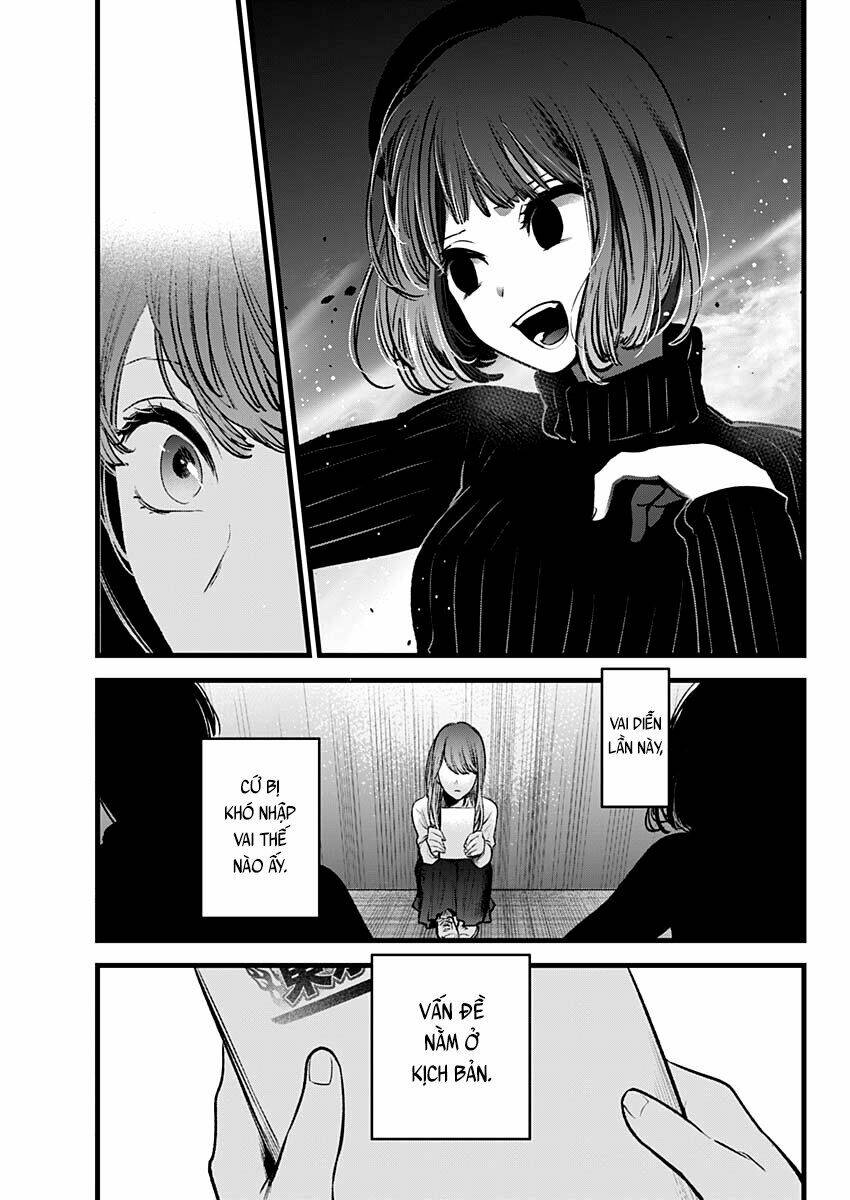 VAI DIỄN
LẦN NÀY,
CỨ BỊ
KHÓ NHẬP
VAI THẾ
NÀO ẤY.
VẤN ĐỀ
NẰM Ở
KỊCH BẢN.